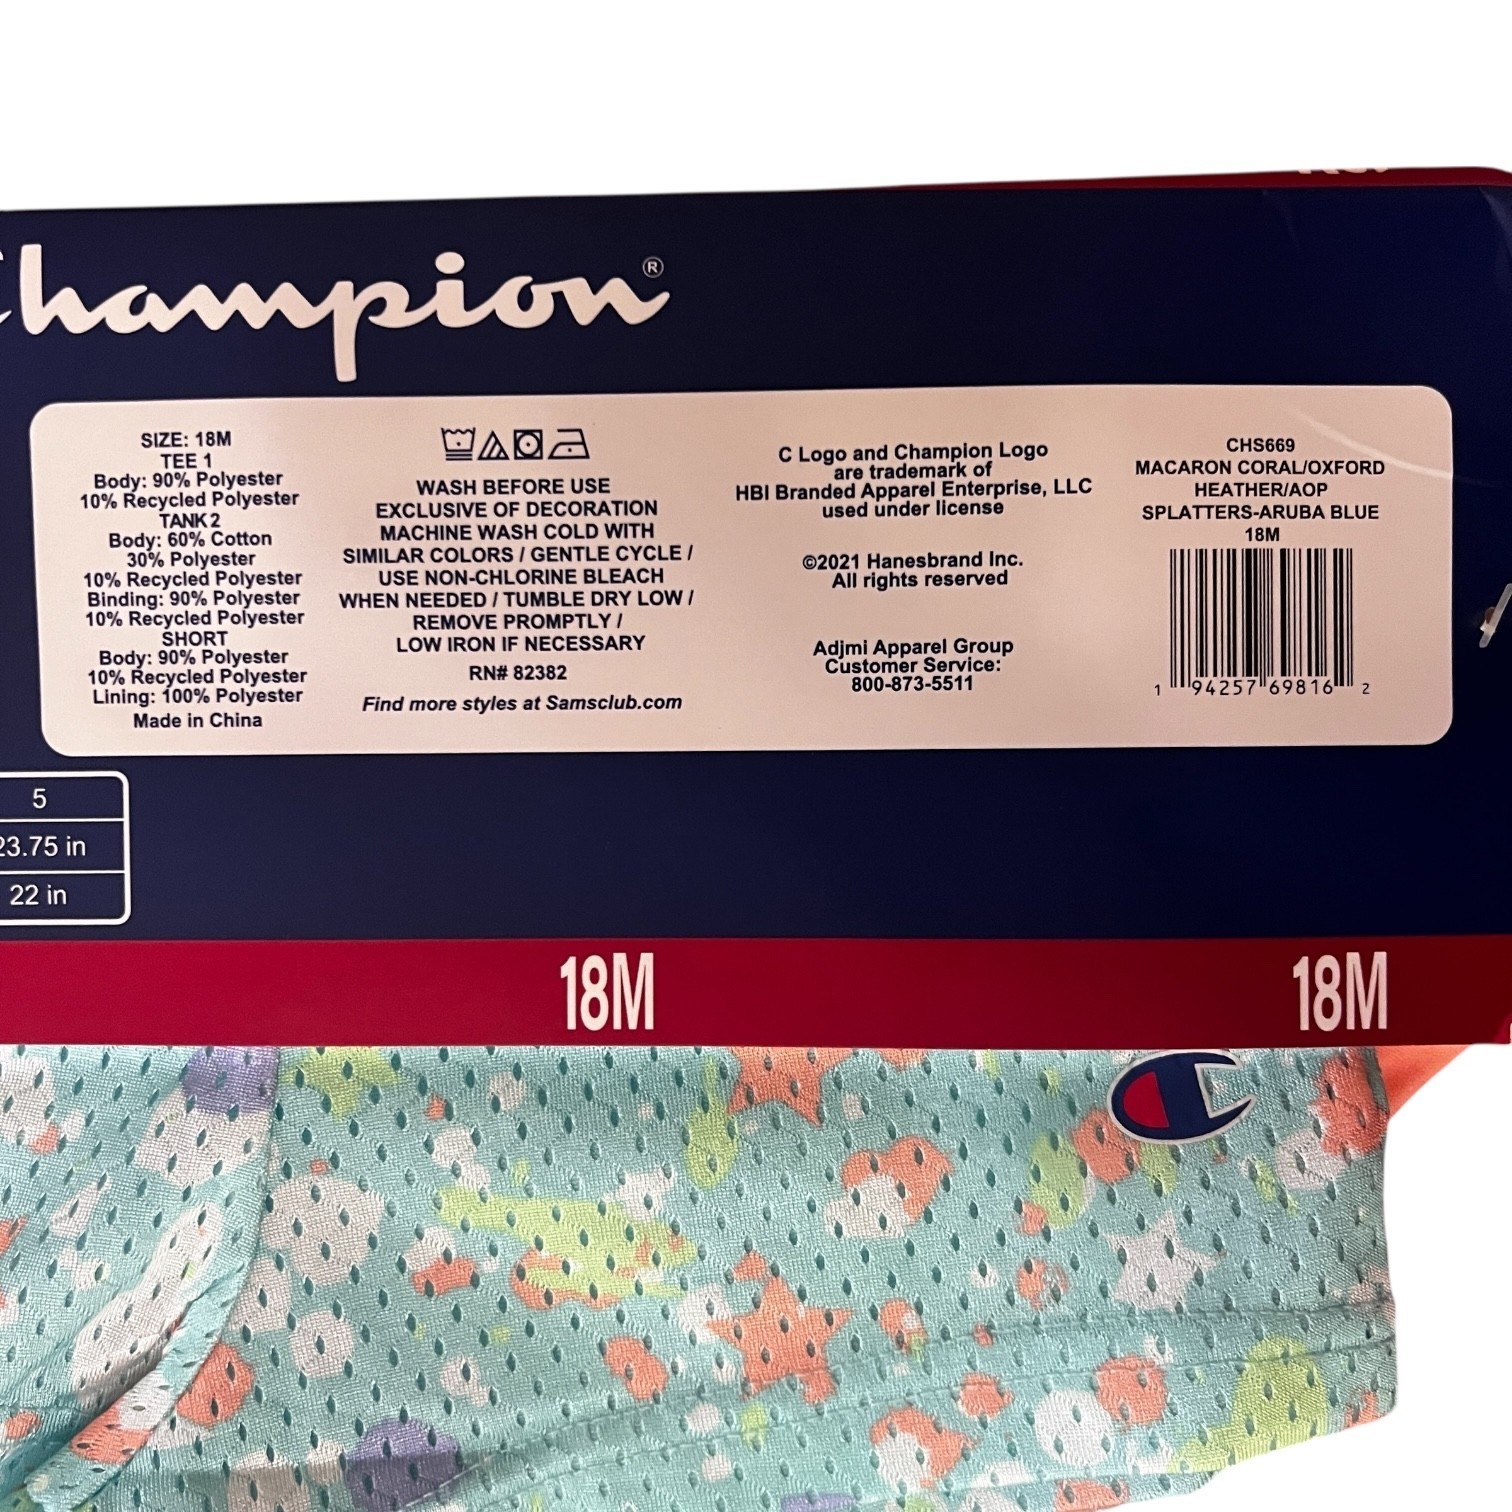 Champion®
SIZE: 18M
TEE 1
Body: 90% Polyester
10% Recycled Polyester
TANK 2
Body: 60% Cotton
30% Polyester
10% Recycled Polyester
Binding: 90% Polyester
10% Recycled Polyester
SHORT
Body: 90% Polyester
10% Recycled Polyester
Lining: 100% Polyester
Made in China
WASH BEFORE USE
EXCLUSIVE OF DECORATION
MACHINE WASH COLD WITH
SIMILAR COLORS / GENTLE CYCLE /
USE NON-CHLORINE BLEACH
WHEN NEEDED / TUMBLE DRY LOW /
REMOVE PROMPTLY /
LOW IRON IF NECESSARY
RN# 82382
Find more styles at Samsclub.com
C Logo and Champion Logo
are trademark of
HBI Branded Apparel Enterprise, LLC
used under license
©2021 Hanesbrand Inc.
All rights reserved
Adjmi Apparel Group
Customer Service:
800-873-5511
CHS669
MACARON CORAL/OXFORD
HEATHER/AOP
SPLATTERS-ARUBA BLUE
18M
1 94257 69816 2
5
23.75 in
22 in
18M 18M